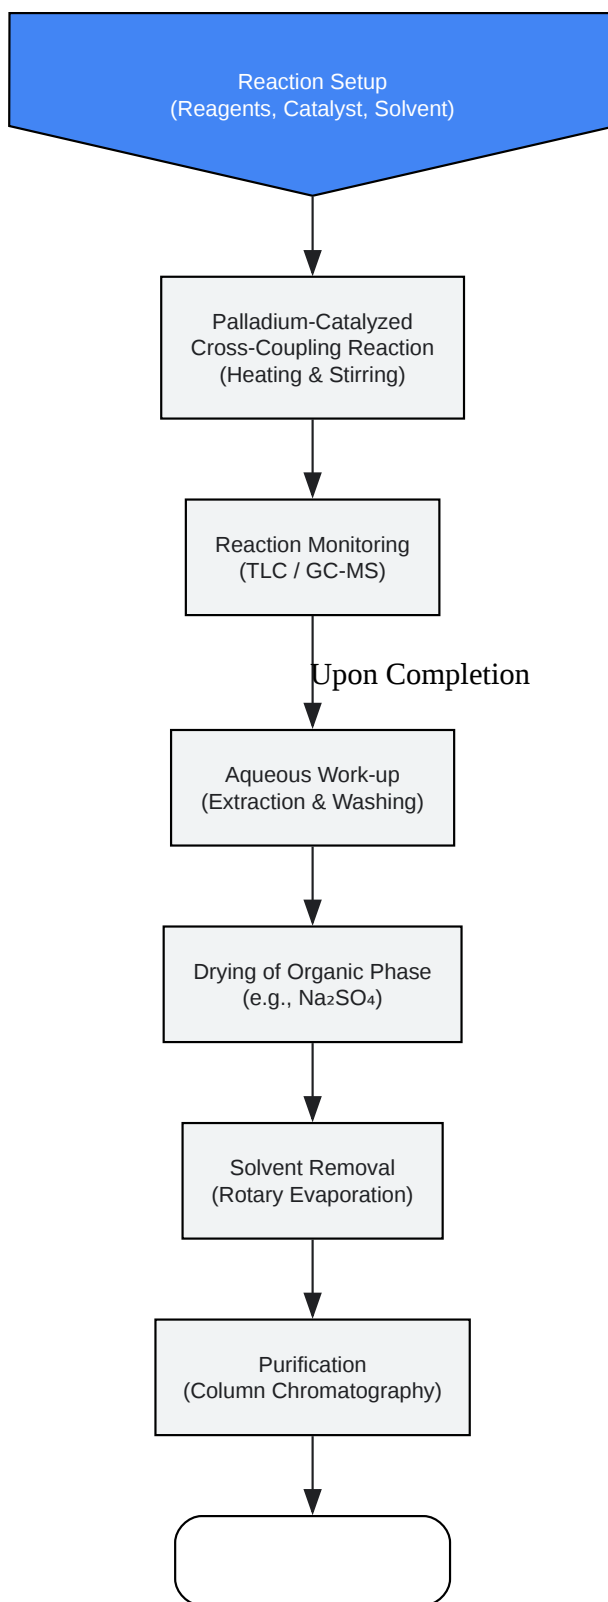 Reaction Setup
(Reagents, Catalyst, Solvent)
Palladium-Catalyzed
Cross-Coupling Reaction
(Heating & Stirring)
Reaction Monitoring
(TLC / GC-MS)
Upon Completion
Aqueous Work-up
(Extraction & Washing)
Drying of Organic Phase
(e.g., Na₂SO₄)
Solvent Removal
(Rotary Evaporation)
Purification
(Column Chromatography)